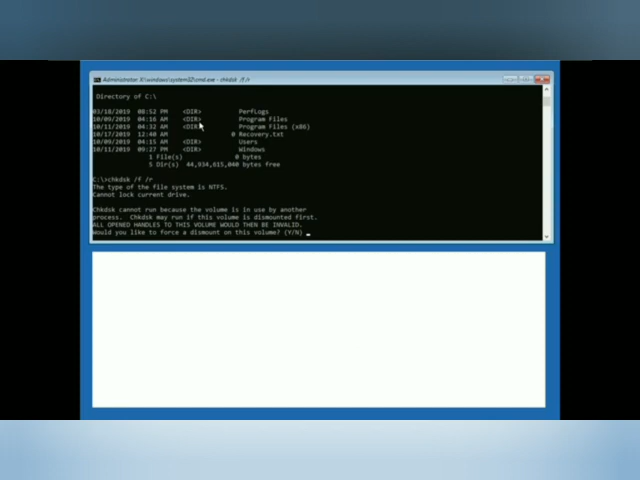 Administrator: X:\windows\system32\cmd.exe - chkdsk /f /r
Directory of C:\
03/18/2019 08:52 PM <DIR> PerfLogs
10/09/2019 04:16 AM <DIR> Program Files
10/11/2019 04:32 AM <DIR> Program Files (x86)
10/17/2019 12:40 AM 0 Recovery.txt
10/09/2019 04:15 AM <DIR> Users
10/11/2019 09:27 PM <DIR> Windows
1 File(s) 0 bytes
5 Dir(s) 44,934,615,040 bytes free
C:\>chkdsk /f /r
The type of the file system is NTFS.
Cannot lock current drive.
Chkdsk cannot run because the volume is in use by another
process. Chkdsk may run if this volume is dismounted first.
ALL OPENED HANDLES TO THIS VOLUME WOULD THEN BE INVALID.
Would you like to force a dismount on this volume? (Y/N)